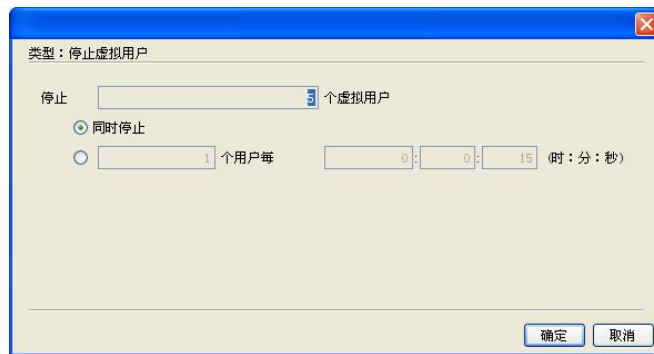 类型：停止虚拟用户
停止 5 个虚拟用户
同时停止
1 个用户每 0 : 0 : 15 (时：分：秒)
确定 取消